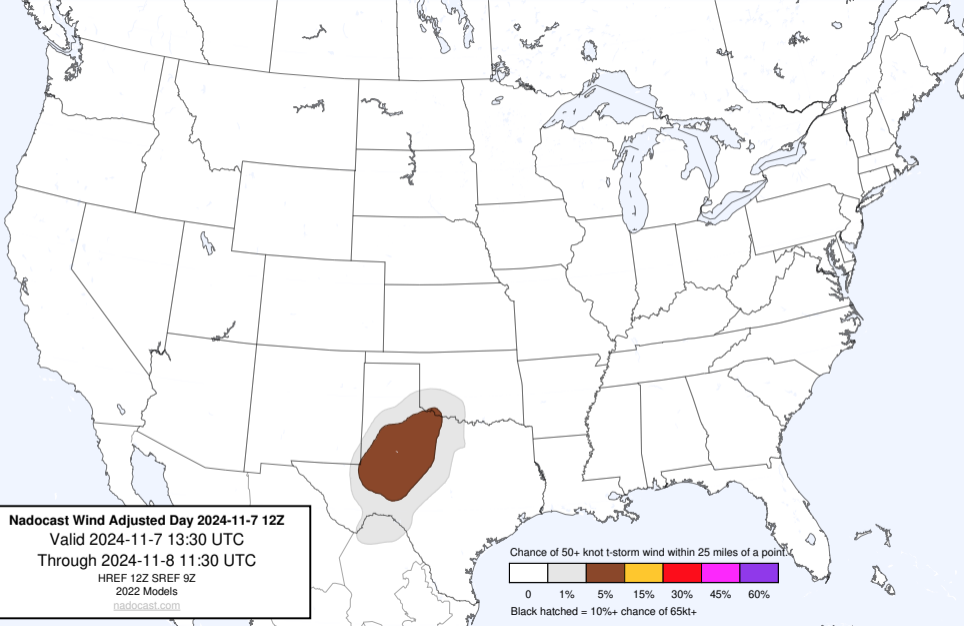 Nadocast Wind Adjusted Day 2024-11-7 12Z
Valid 2024-11-7 13:30 UTC
Through 2024-11-8 11:30 UTC
HREF 12Z SREF 9Z
2022 Models
nadocast.com
Chance of 50+ knot t-storm wind within 25 miles of a point.
0 1% 5% 15% 30% 45% 60%
Black hatched = 10%+ chance of 65kt+